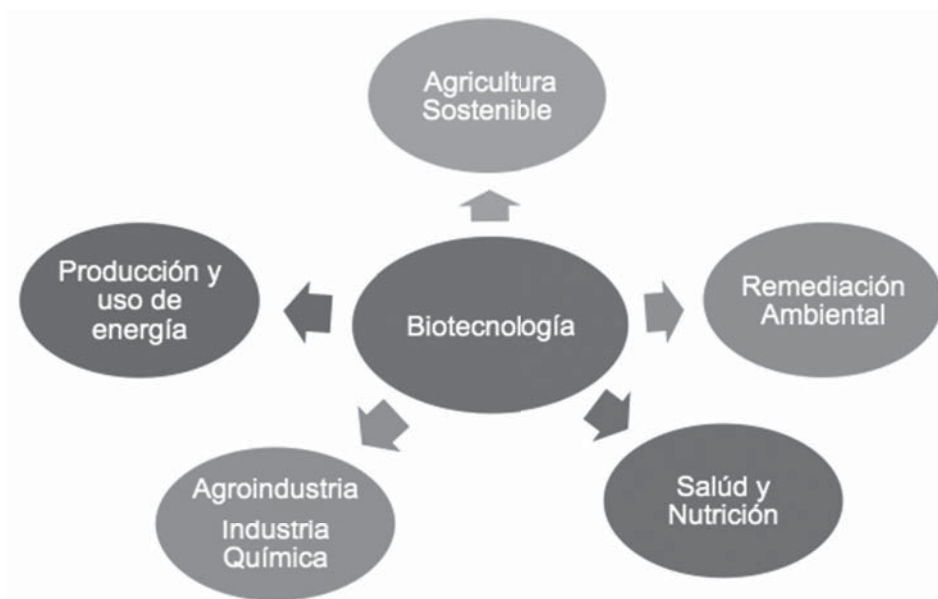 Agricultura
Sostenible
Producción y
uso de
energía
Biotecnología
Remediación
Ambiental
Agroindustria
Industria
Química
Salúd y
Nutrición